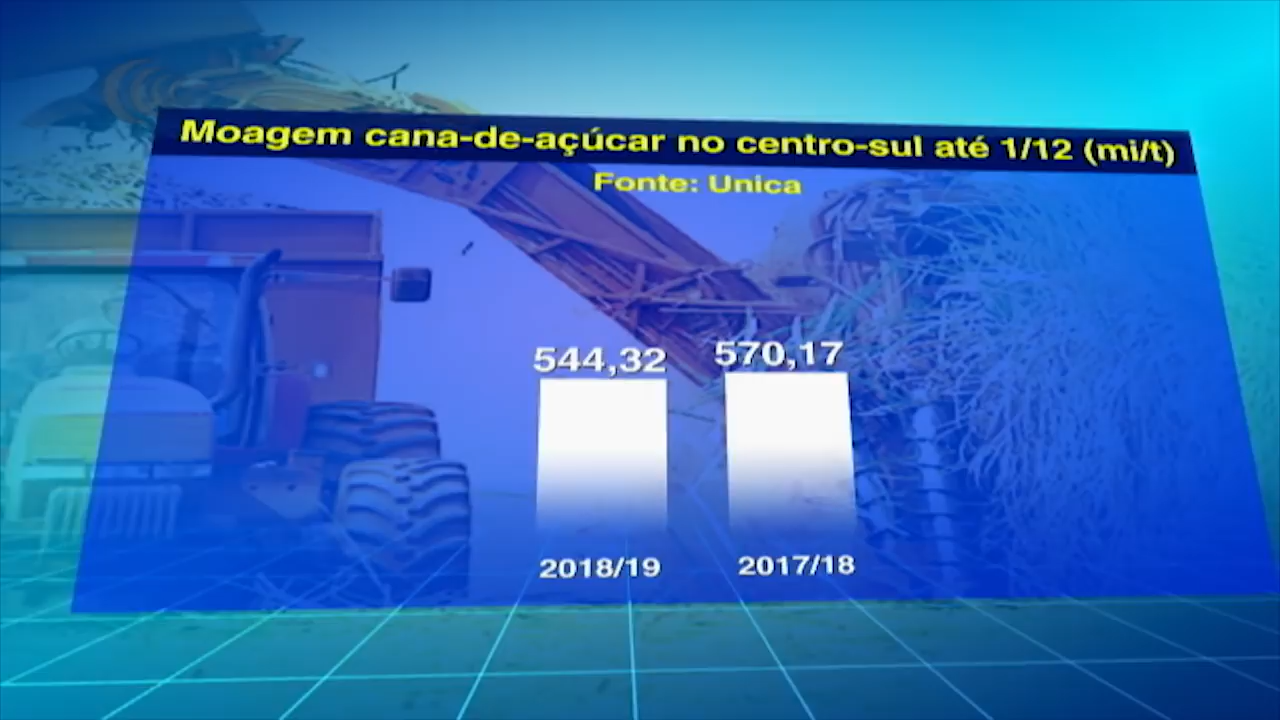 Moagem cana-de-açúcar no centro-sul até 1/12 (mi/t)
Fonte: Unica
544,32 570,17
2018/19 2017/18